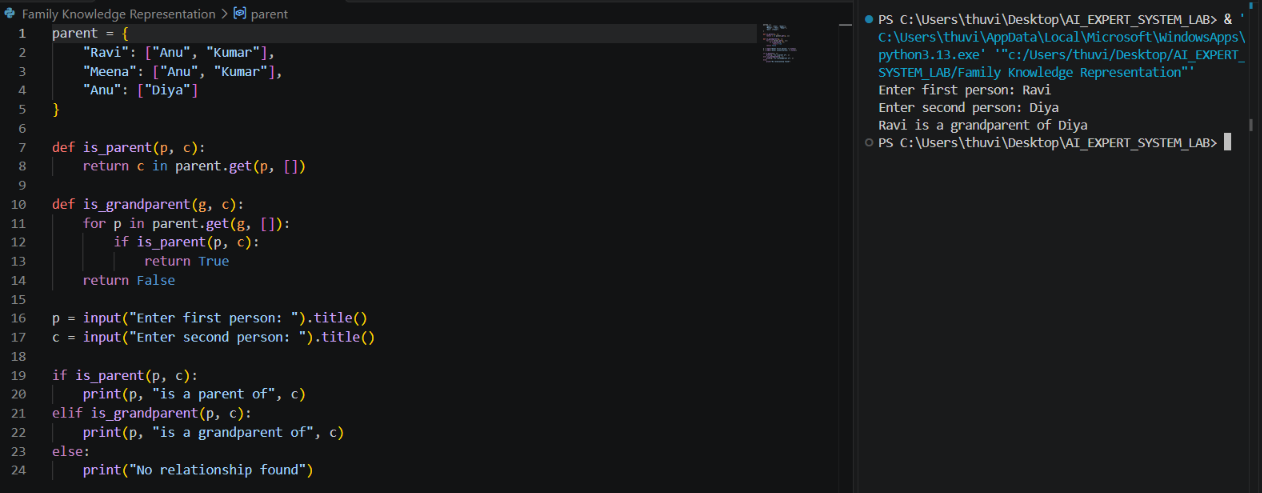 Family Knowledge Representation > parent
1 parent = {
2     "Ravi": ["Anu", "Kumar"],
3     "Meena": ["Anu", "Kumar"],
4     "Anu": ["Diya"]
5 }
6
7 def is_parent(p, c):
8     return c in parent.get(p, [])
9
10 def is_grandparent(g, c):
11     for p in parent.get(g, []):
12         if is_parent(p, c):
13             return True
14     return False
15
16 p = input("Enter first person: ").title()
17 c = input("Enter second person: ").title()
18
19 if is_parent(p, c):
20     print(p, "is a parent of", c)
21 elif is_grandparent(p, c):
22     print(p, "is a grandparent of", c)
23 else:
24     print("No relationship found")
PS C:\Users\thuvi\Desktop\AI_EXPERT_SYSTEM_LAB> & '
C:\Users\thuvi\AppData\Local\Microsoft\WindowsApps\
python3.13.exe' '"c:/Users/thuvi/Desktop/AI_EXPERT_
SYSTEM_LAB/Family Knowledge Representation"'
Enter first person: Ravi
Enter second person: Diya
Ravi is a grandparent of Diya
PS C:\Users\thuvi\Desktop\AI_EXPERT_SYSTEM_LAB>